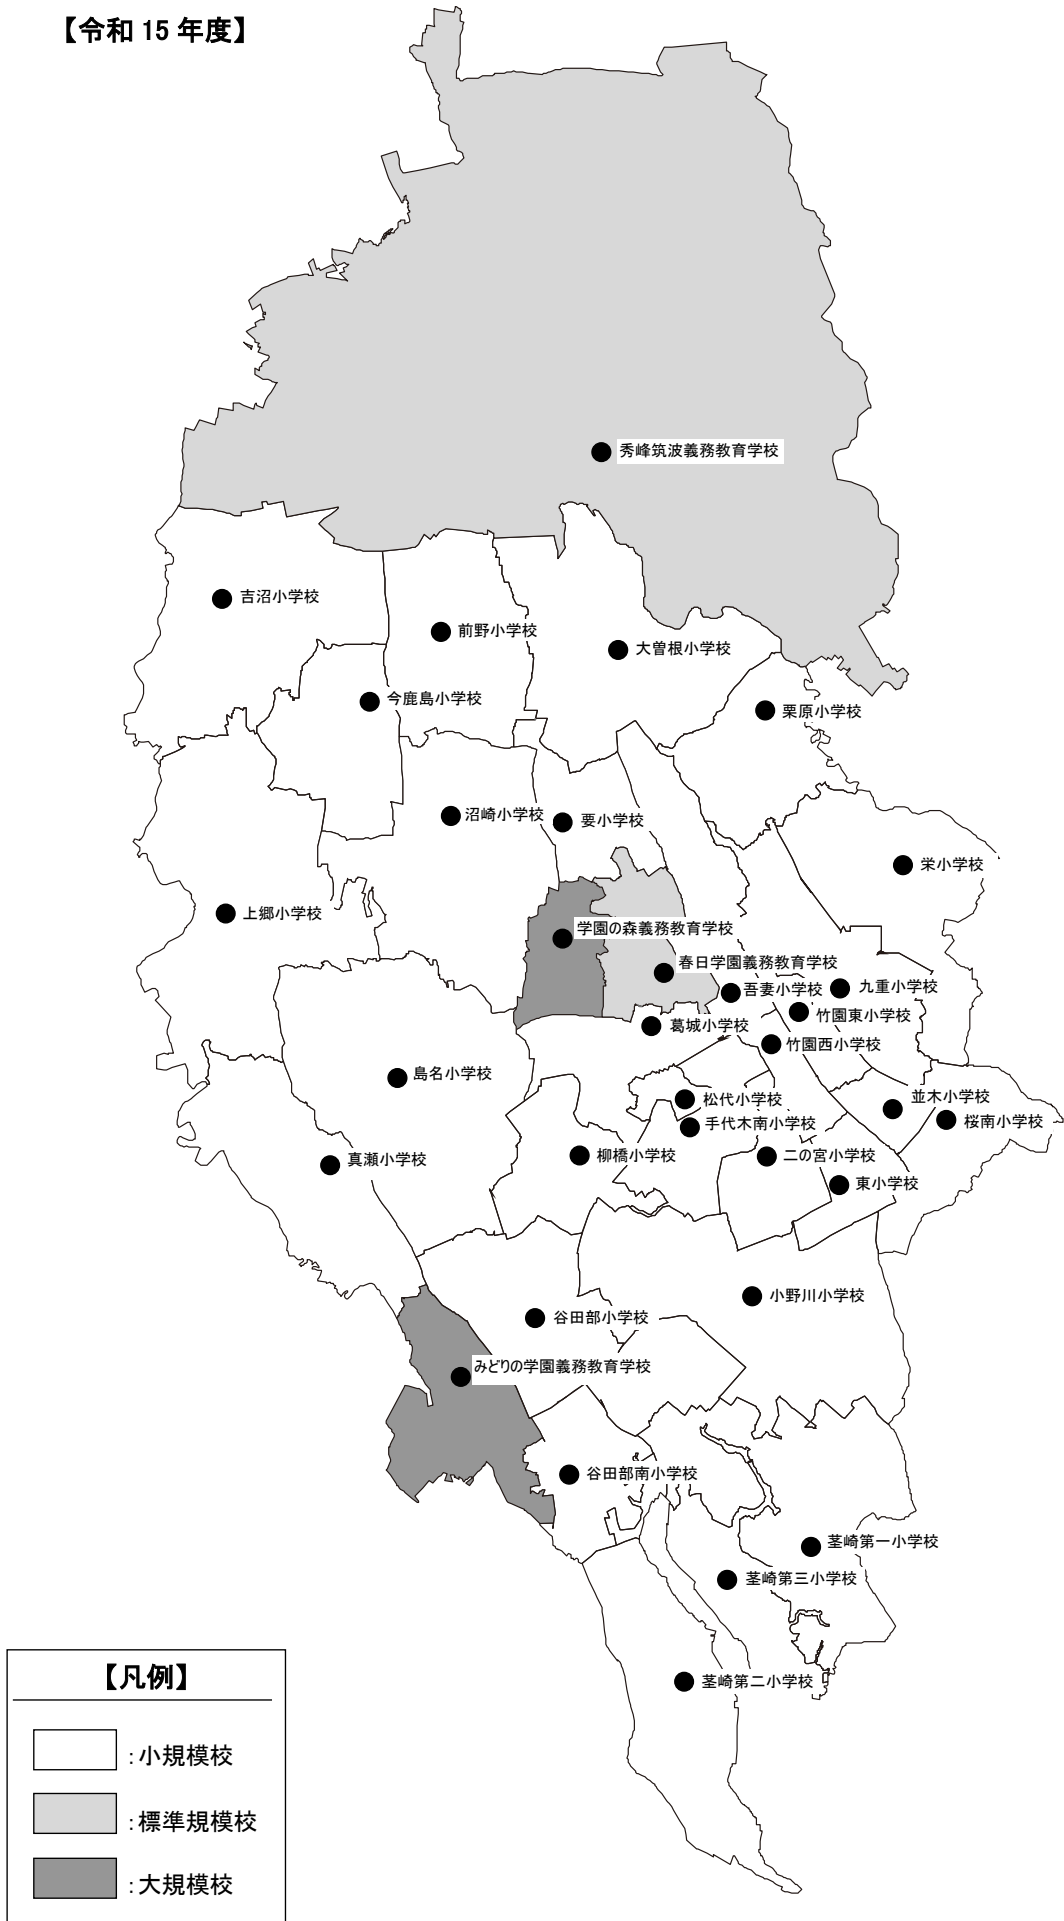 【令和 15 年度】
秀峰筑波義務教育学校
吉沼小学校
前野小学校
大曽根小学校
今鹿島小学校
栗原小学校
沼崎小学校
要小学校
栄小学校
上郷小学校
学園の森義務教育学校
春日学園義務教育学校
吾妻小学校
九重小学校
竹園東小学校
葛城小学校
竹園西小学校
島名小学校
松代小学校
並木小学校
桜南小学校
手代木南小学校
真瀬小学校
柳橋小学校
二の宮小学校
東小学校
小野川小学校
谷田部小学校
みどりの学園義務教育学校
谷田部南小学校
茎崎第一小学校
茎崎第三小学校
茎崎第二小学校
【凡例】
:小規模校
:標準規模校
:大規模校